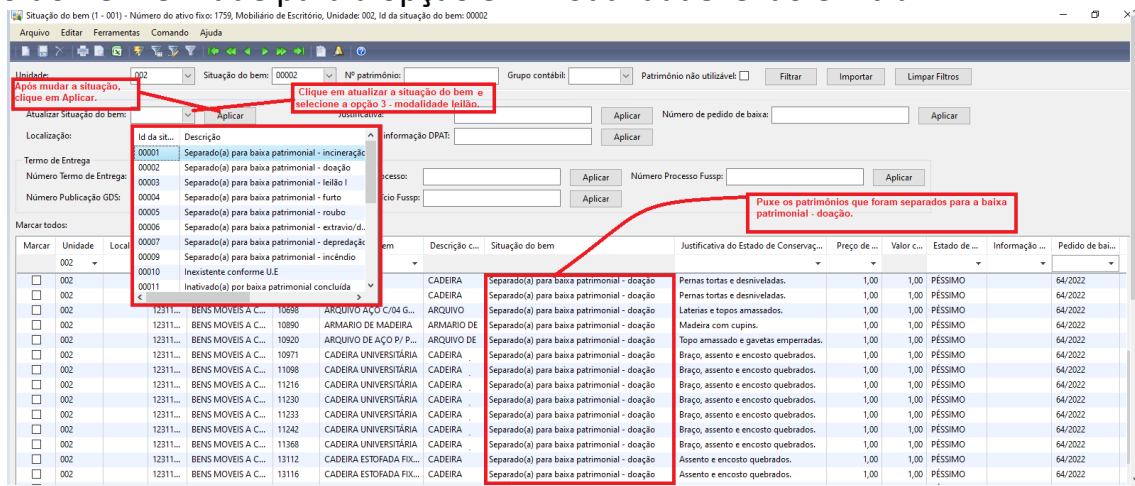 Situação do bem (1 - 001) - Número do ativo fixo: 1759, Mobiliário de Escritório, Unidade: 002, Id da situação do bem: 00002
Arquivo Editar Ferramentas Comando Ajuda
Unidade: 002 Situação do bem: 00002 Nº patrimônio: Grupo contábil: Patrimônio não utilizável: Filtrar Importar Limpar Filtros
Após mudar a situação, clique em Aplicar.
Clique em atualizar a situação do bem e selecione a opção 3 - modalidade leilão.
Atualizar Situação do bem: Aplicar Justificativa: Aplicar Número de pedido de baixa: Aplicar
Localização: informação DPAT: Aplicar
Termo de Entrega
Número Termo de Entrega: Aplicar Número Processo Fussp: Aplicar
Número Publicação GDS: Fussp: Aplicar
Id da sit... Descrição
00001 Separado(a) para baixa patrimonial - incineraçã
00002 Separado(a) para baixa patrimonial - doação
00003 Separado(a) para baixa patrimonial - leilão I
00004 Separado(a) para baixa patrimonial - furto
00005 Separado(a) para baixa patrimonial - roubo
00006 Separado(a) para baixa patrimonial - extravio/d..
00007 Separado(a) para baixa patrimonial - depredaçã
00009 Separado(a) para baixa patrimonial - incêndio
00010 Inexistente conforme U.E
00011 Inativado(a) por baixa patrimonial concluída
Puxe os patrimônios que foram separados para a baixa patrimonial - doação.
Marcar todos:
Marcar Unidade Local Descrição c... Situação do bem Justificativa do Estado de Conservaç... Preço de ... Valor c... Estado de ... Informação ... Pedido de bai...
002
002 CADEIRA Separado(a) para baixa patrimonial - doação Pernas tortas e desniveladas. 1,00 1,00 PÉSSIMO 64/2022
002 CADEIRA Separado(a) para baixa patrimonial - doação Pernas tortas e desniveladas. 1,00 1,00 PÉSSIMO 64/2022
002 12311... BENS MOVEIS A C... 10698 ARQUIVO AÇO C/04 G... ARQUIVO Separado(a) para baixa patrimonial - doação Laterias e topos amassados. 1,00 1,00 PÉSSIMO 64/2022
002 12311... BENS MOVEIS A C... 10890 ARMARIO DE MADEIRA ARMARIO DE Separado(a) para baixa patrimonial - doação Madeira com cupins. 1,00 1,00 PÉSSIMO 64/2022
002 12311... BENS MOVEIS A C... 10920 ARQUIVO DE AÇO P/ P... ARQUIVO DE Separado(a) para baixa patrimonial - doação Topo amassado e gavetas emperradas. 1,00 1,00 PÉSSIMO 64/2022
002 12311... BENS MOVEIS A C... 10971 CADEIRA UNIVERSITÁRIA CADEIRA Separado(a) para baixa patrimonial - doação Braço, assento e encosto quebrados. 1,00 1,00 PÉSSIMO 64/2022
002 12311... BENS MOVEIS A C... 11098 CADEIRA UNIVERSITÁRIA CADEIRA Separado(a) para baixa patrimonial - doação Braço, assento e encosto quebrados. 1,00 1,00 PÉSSIMO 64/2022
002 12311... BENS MOVEIS A C... 11216 CADEIRA UNIVERSITÁRIA CADEIRA Separado(a) para baixa patrimonial - doação Braço, assento e encosto quebrados. 1,00 1,00 PÉSSIMO 64/2022
002 12311... BENS MOVEIS A C... 11230 CADEIRA UNIVERSITÁRIA CADEIRA Separado(a) para baixa patrimonial - doação Braço, assento e encosto quebrados. 1,00 1,00 PÉSSIMO 64/2022
002 12311... BENS MOVEIS A C... 11233 CADEIRA UNIVERSITÁRIA CADEIRA Separado(a) para baixa patrimonial - doação Braço, assento e encosto quebrados. 1,00 1,00 PÉSSIMO 64/2022
002 12311... BENS MOVEIS A C... 11242 CADEIRA UNIVERSITÁRIA CADEIRA Separado(a) para baixa patrimonial - doação Braço, assento e encosto quebrados. 1,00 1,00 PÉSSIMO 64/2022
002 12311... BENS MOVEIS A C... 11368 CADEIRA UNIVERSITÁRIA CADEIRA Separado(a) para baixa patrimonial - doação Braço, assento e encosto quebrados. 1,00 1,00 PÉSSIMO 64/2022
002 12311... BENS MOVEIS A C... 13112 CADEIRA ESTOFADA FIX... CADEIRA Separado(a) para baixa patrimonial - doação Assento e encosto quebrados. 1,00 1,00 PÉSSIMO 64/2022
002 12311... BENS MOVEIS A C... 13116 CADEIRA ESTOFADA FIX... CADEIRA Separado(a) para baixa patrimonial - doação Assento e encosto quebrados. 1,00 1,00 PÉSSIMO 64/2022